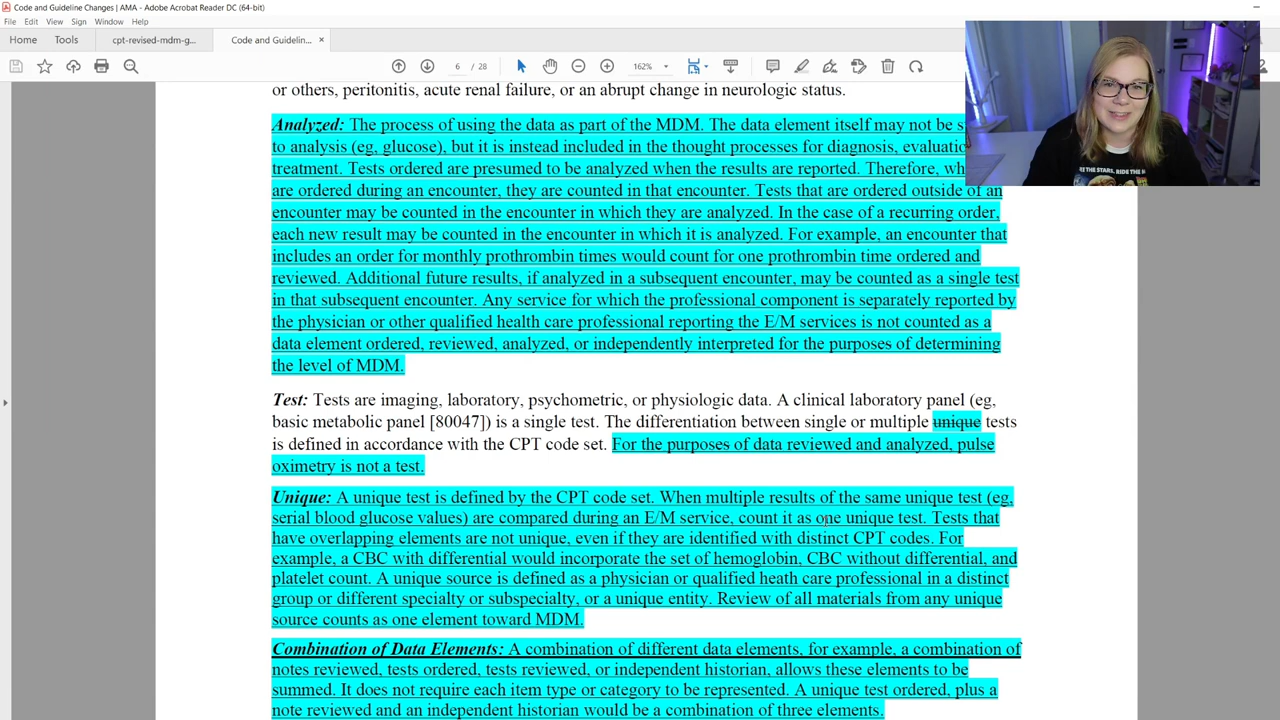 Code and Guideline Changes | AMA - Adobe Acrobat Reader DC (64-bit)
File Edit View Sign Window Help
Home Tools cpt-revised-mdm-g... Code and Guidelin... ×
6 / 28 162%
or others, peritonitis, acute renal failure, or an abrupt change in neurologic status.
Analyzed: The process of using the data as part of the MDM. The data element itself may not be s
to analysis (eg, glucose), but it is instead included in the thought processes for diagnosis, evaluatio
treatment. Tests ordered are presumed to be analyzed when the results are reported. Therefore, wh
are ordered during an encounter, they are counted in that encounter. Tests that are ordered outside of an
encounter may be counted in the encounter in which they are analyzed. In the case of a recurring order,
each new result may be counted in the encounter in which it is analyzed. For example, an encounter that
includes an order for monthly prothrombin times would count for one prothrombin time ordered and
reviewed. Additional future results, if analyzed in a subsequent encounter, may be counted as a single test
in that subsequent encounter. Any service for which the professional component is separately reported by
the physician or other qualified health care professional reporting the E/M services is not counted as a
data element ordered, reviewed, analyzed, or independently interpreted for the purposes of determining
the level of MDM.
Test: Tests are imaging, laboratory, psychometric, or physiologic data. A clinical laboratory panel (eg,
basic metabolic panel [80047]) is a single test. The differentiation between single or multiple unique tests
is defined in accordance with the CPT code set. For the purposes of data reviewed and analyzed, pulse
oximetry is not a test.
Unique: A unique test is defined by the CPT code set. When multiple results of the same unique test (eg,
serial blood glucose values) are compared during an E/M service, count it as one unique test. Tests that
have overlapping elements are not unique, even if they are identified with distinct CPT codes. For
example, a CBC with differential would incorporate the set of hemoglobin, CBC without differential, and
platelet count. A unique source is defined as a physician or qualified heath care professional in a distinct
group or different specialty or subspecialty, or a unique entity. Review of all materials from any unique
source counts as one element toward MDM.
Combination of Data Elements: A combination of different data elements, for example, a combination of
notes reviewed, tests ordered, tests reviewed, or independent historian, allows these elements to be
summed. It does not require each item type or category to be represented. A unique test ordered, plus a
note reviewed and an independent historian would be a combination of three elements.
THE STARS. RIDE THE